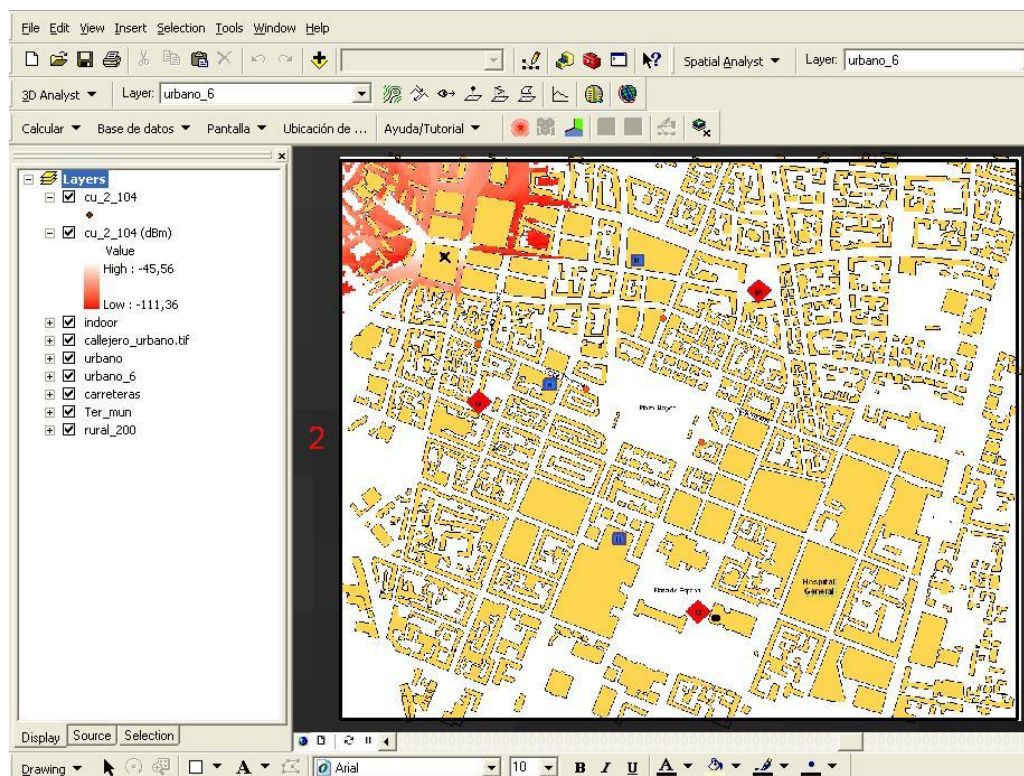 File Edit View Insert Selection Tools Window Help
Spatial Analyst Layer: urbano_6
3D Analyst Layer: urbano_6
Calcular Base de datos Pantalla Ubicación de ... Ayuda/Tutorial
Layers
cu_2_104
cu_2_104 (dBm)
Value
High : -45,56
Low : -111,36
indoor
callejero_urbano.tif
urbano
urbano_6
carreteras
Ter_mun
rural_200
2
Plaza Mayor
Hospital
General
Display Source Selection
Drawing A Arial 10 B I U A